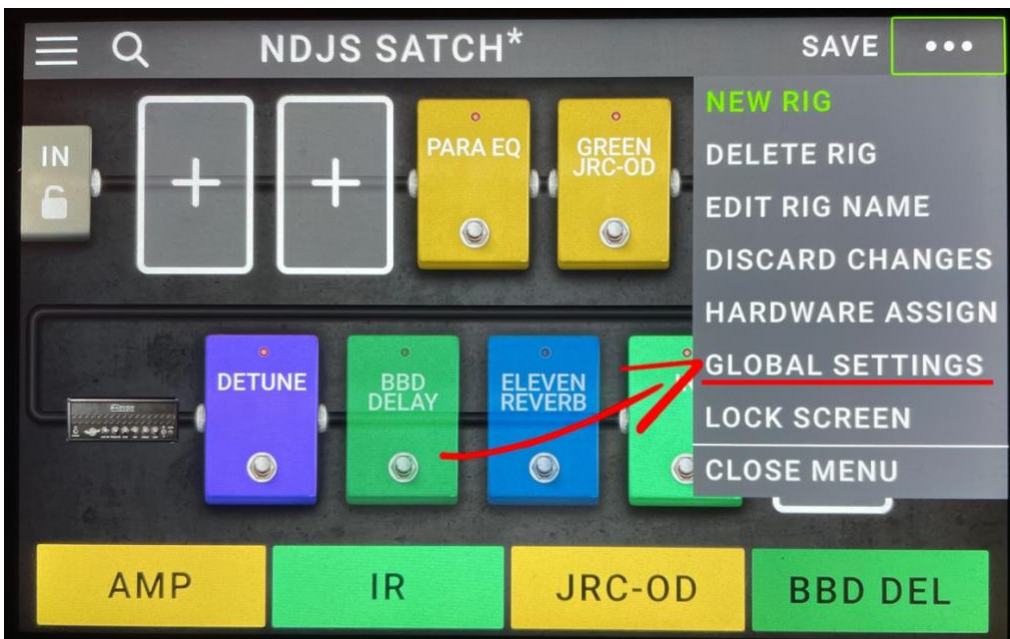 NDJS SATCH*
SAVE
NEW RIG
DELETE RIG
EDIT RIG NAME
DISCARD CHANGES
HARDWARE ASSIGN
GLOBAL SETTINGS
LOCK SCREEN
CLOSE MENU
IN
PARA EQ
GREEN
JRC-OD
DETUNE
BBD
DELAY
ELEVEN
REVERB
AMP
IR
JRC-OD
BBD DEL